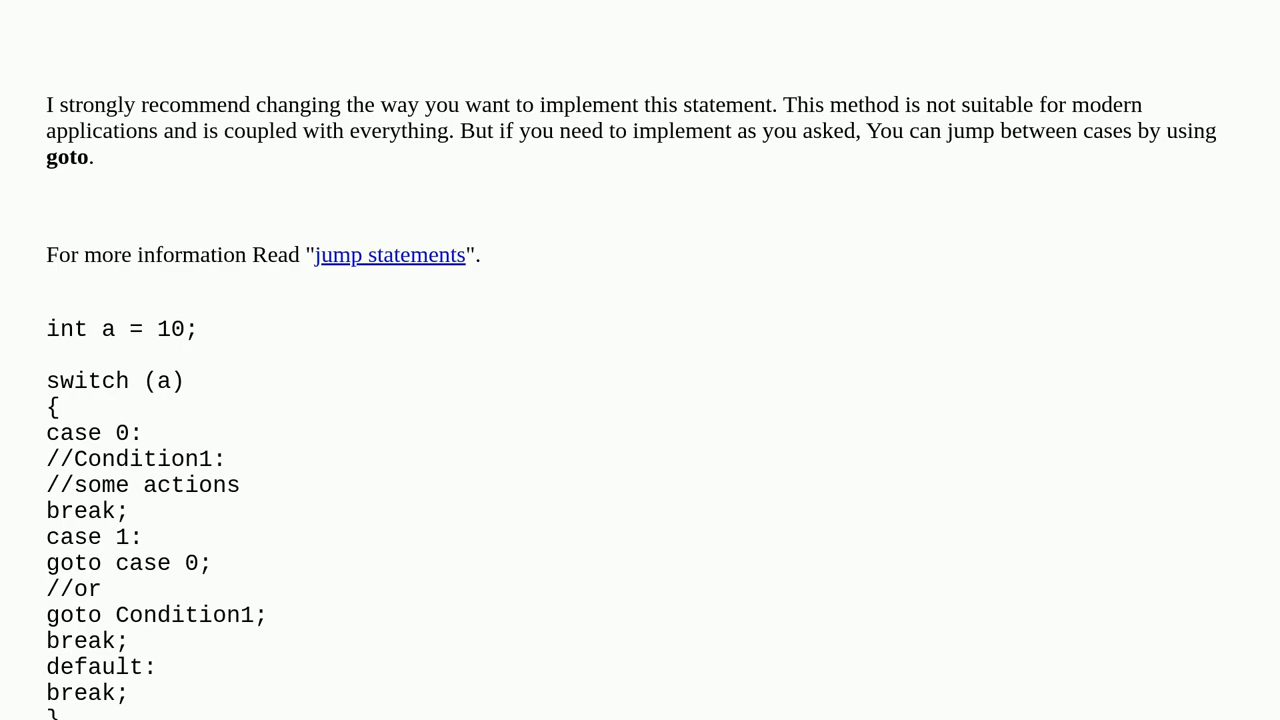 I strongly recommend changing the way you want to implement this statement. This method is not suitable for modern
applications and is coupled with everything. But if you need to implement as you asked, You can jump between cases by using
goto.
For more information Read "jump statements".
int a = 10;
switch (a)
{
case 0:
//Condition1:
//some actions
break;
case 1:
goto case 0;
//or
goto Condition1;
break;
default:
break;
}